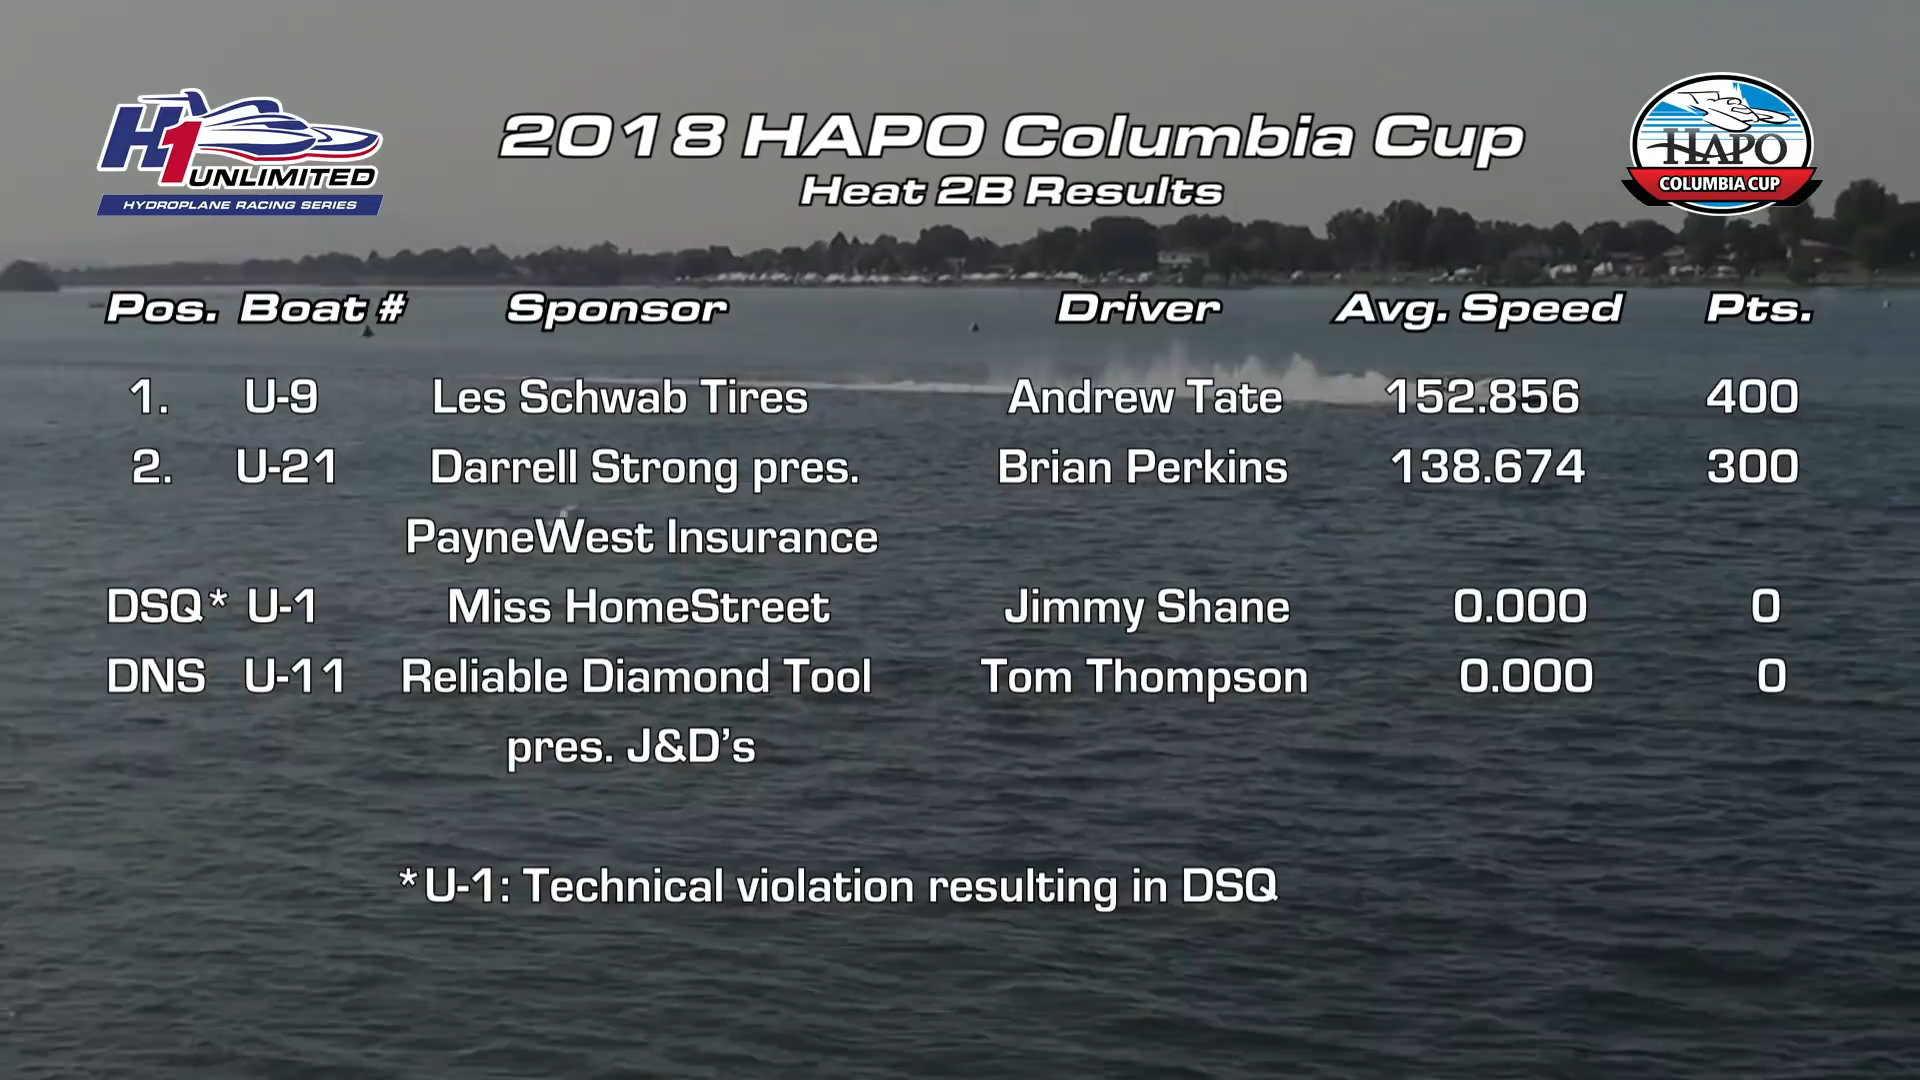 H1
UNLIMITED
HYDROPLANE RACING SERIES
2018 HAPO Columbia Cup
Heat 2B Results
HAPO
COLUMBIA CUP
Pos. Boat # Sponsor Driver Avg. Speed Pts.
1. U-9 Les Schwab Tires Andrew Tate 152.856 400
2. U-21 Darrell Strong pres. Brian Perkins 138.674 300
PayneWest Insurance
DSQ* U-1 Miss HomeStreet Jimmy Shane 0.000 0
DNS U-11 Reliable Diamond Tool Tom Thompson 0.000 0
pres. J&D’s
*U-1: Technical violation resulting in DSQ